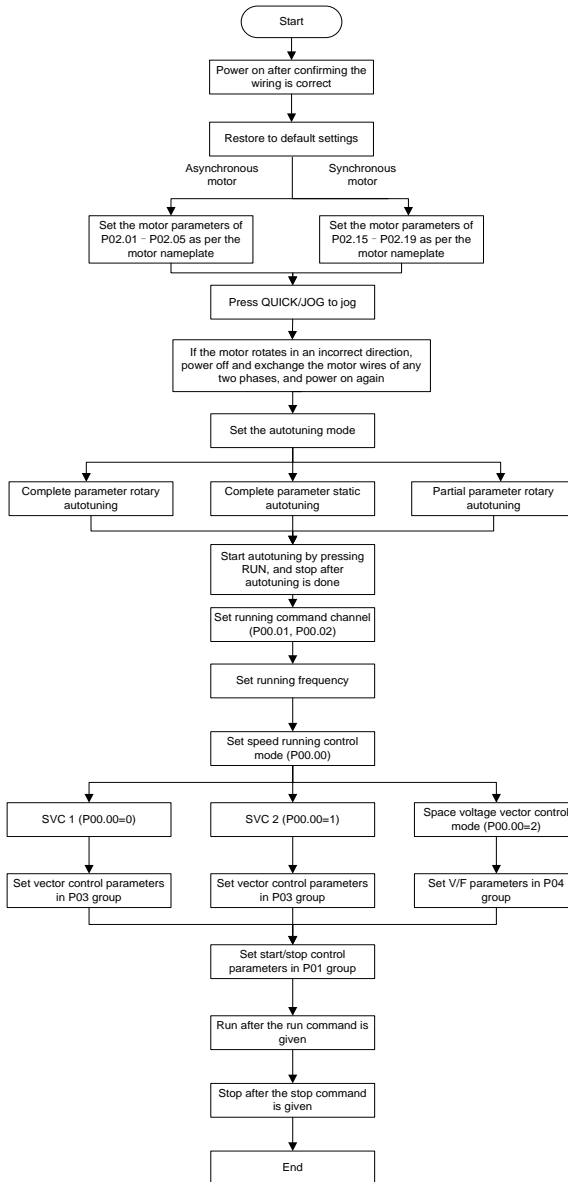 Start
Power on after confirming the
wiring is correct
Restore to default settings
Asynchronous
motor
Synchronous
motor
Set the motor parameters of
P02.01–P02.05 as per the
motor nameplate
Set the motor parameters of
P02.15–P02.19 as per the
motor nameplate
Press QUICK/JOG to jog
If the motor rotates in an incorrect direction,
power off and exchange the motor wires of any
two phases, and power on again
Set the autotuning mode
Complete parameter rotary
autotuning
Complete parameter static
autotuning
Partial parameter rotary
autotuning
Start autotuning by pressing
RUN, and stop after
autotuning is done
Set running command channel
(P00.01, P00.02)
Set running frequency
Set speed running control
mode (P00.00)
SVC 1 (P00.00=0)
SVC 2 (P00.00=1)
Space voltage vector control
mode (P00.00=2)
Set vector control parameters
in P03 group
Set vector control parameters
in P03 group
Set V/F parameters in P04
group
Set start/stop control
parameters in P01 group
Run after the run command is
given
Stop after the stop command
is given
End